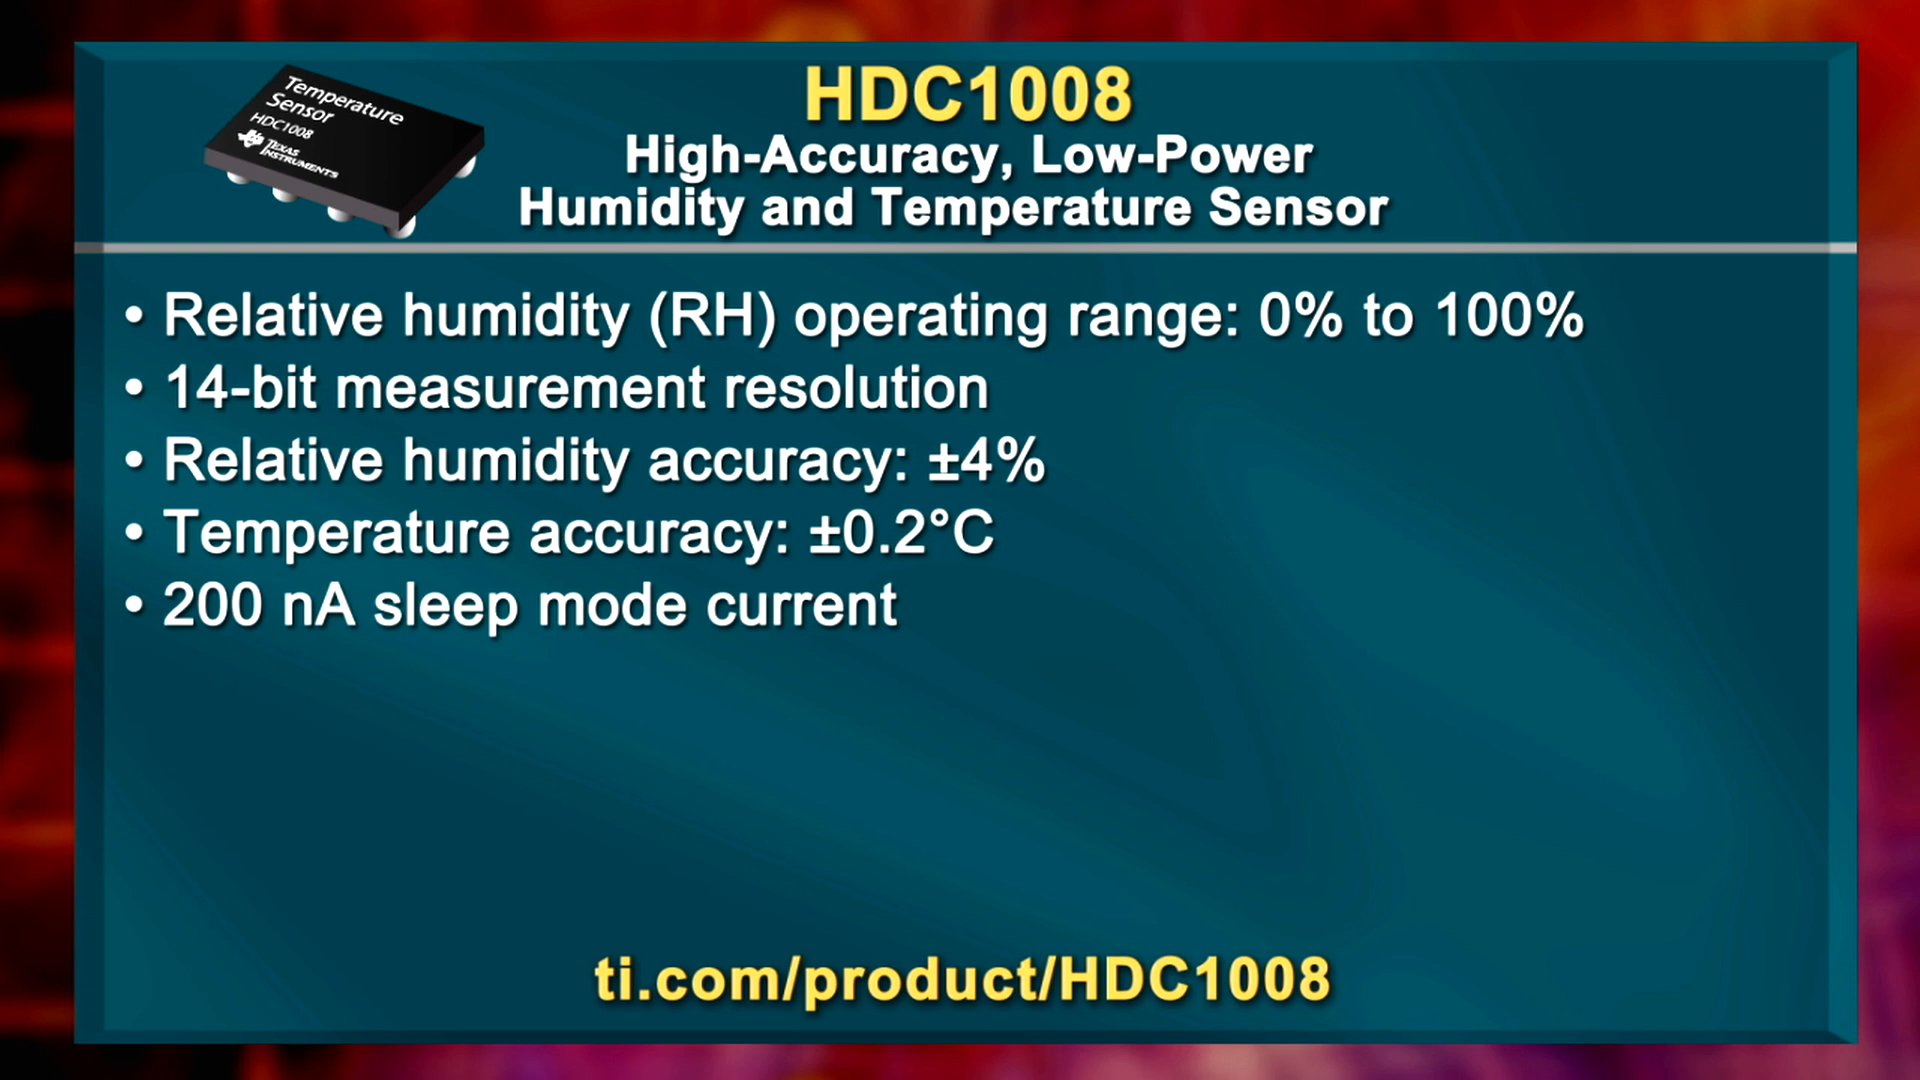 Temperature
Sensor
HDC1008
TEXAS
INSTRUMENTS
HDC1008
High-Accuracy, Low-Power
Humidity and Temperature Sensor
• Relative humidity (RH) operating range: 0% to 100%
• 14-bit measurement resolution
• Relative humidity accuracy: ±4%
• Temperature accuracy: ±0.2°C
• 200 nA sleep mode current
ti.com/product/HDC1008